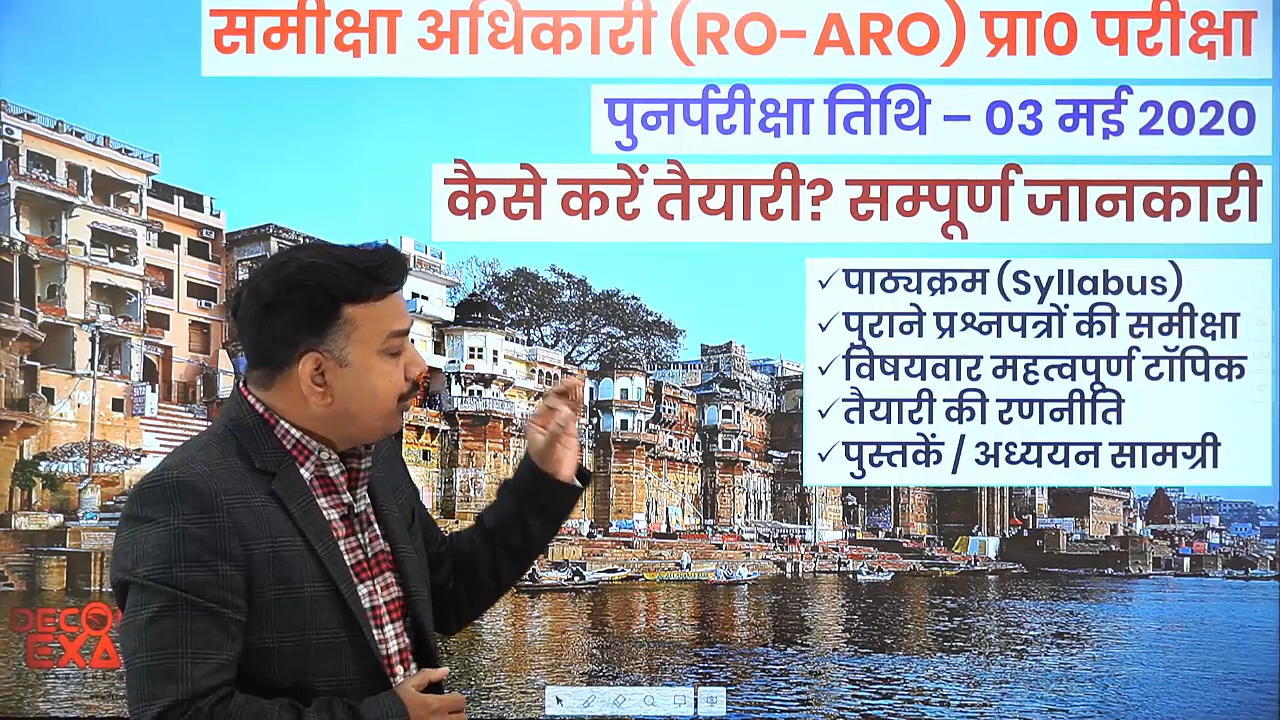 समीक्षा अधिकारी (RO-ARO) प्रा0 परीक्षा
पुनर्परीक्षा तिथि – 03 मई 2020
कैसे करें तैयारी? सम्पूर्ण जानकारी
✓पाठ्यक्रम (Syllabus)
✓पुराने प्रश्नपत्रों की समीक्षा
✓विषयवार महत्वपूर्ण टॉपिक
✓तैयारी की रणनीति
✓पुस्तकें / अध्ययन सामग्री